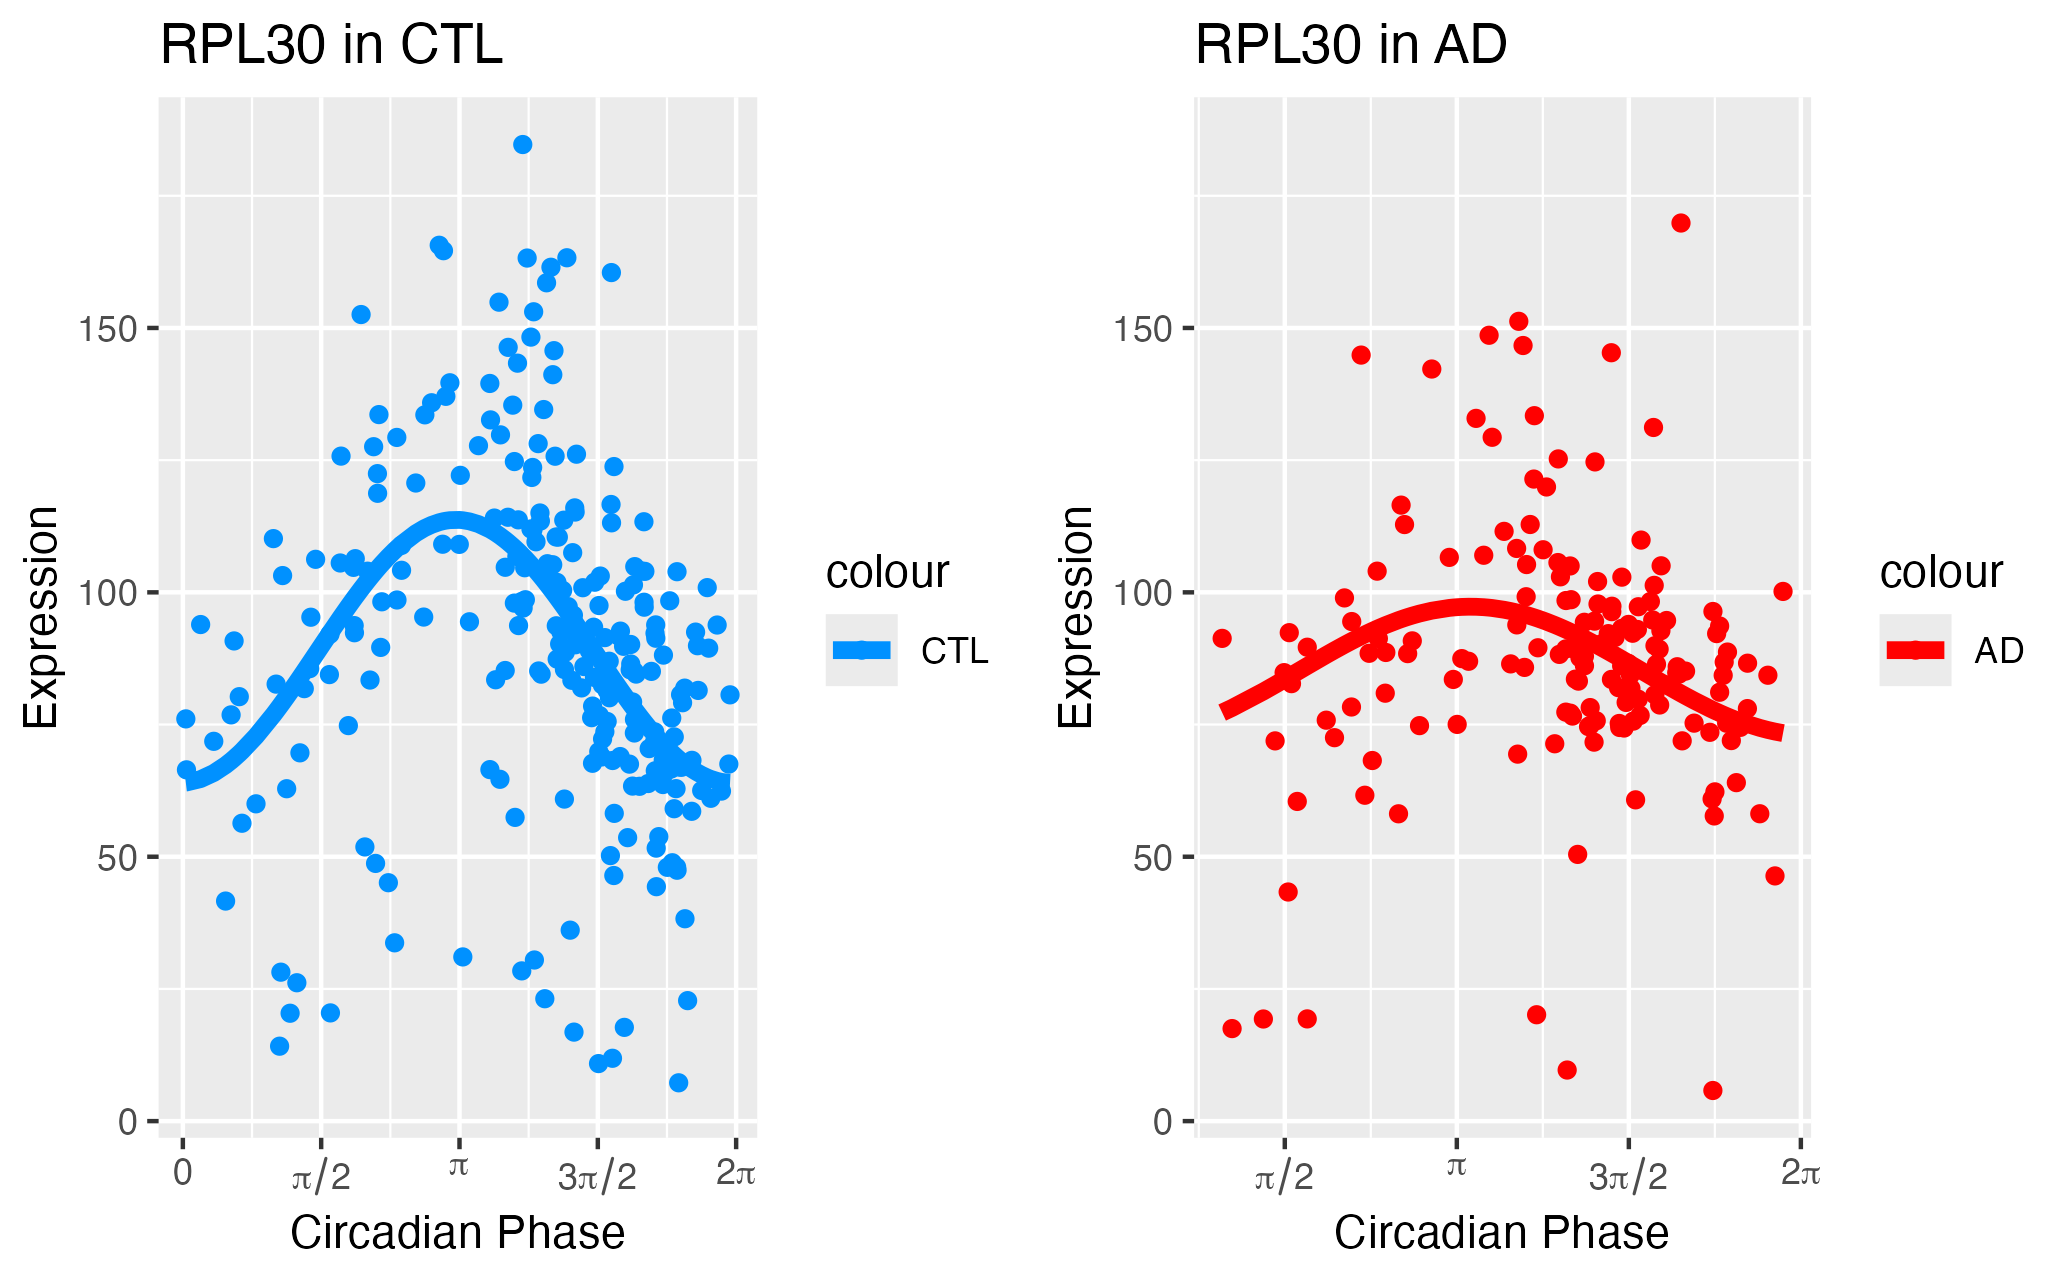 RPL30 in CTL
Expression
150
100
50
0
0 π/2 π 3π/2 2π
Circadian Phase
colour
CTL
RPL30 in AD
Expression
150
100
50
0
π/2 π 3π/2 2π
Circadian Phase
colour
AD